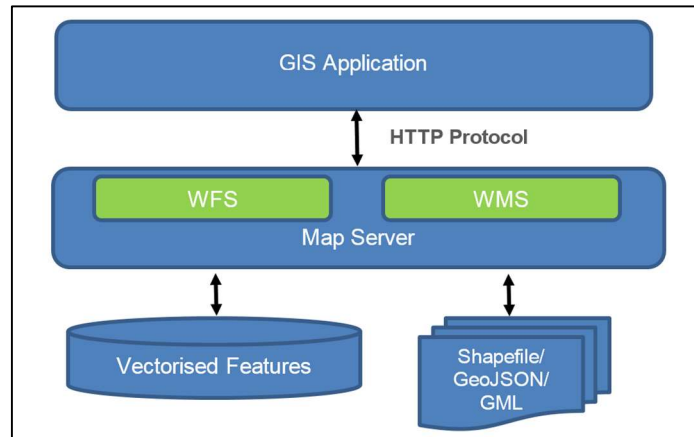 GIS Application
HTTP Protocol
WFS
WMS
Map Server
Vectorised Features
Shapefile/
GeoJSON/
GML